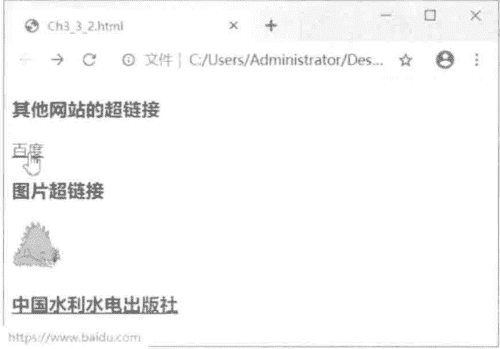 Ch3_3_2.html
文件 | C:/Users/Administrator/Des...
其他网站的超链接
百度
图片超链接
中国水利水电出版社
https://www.baidu.com